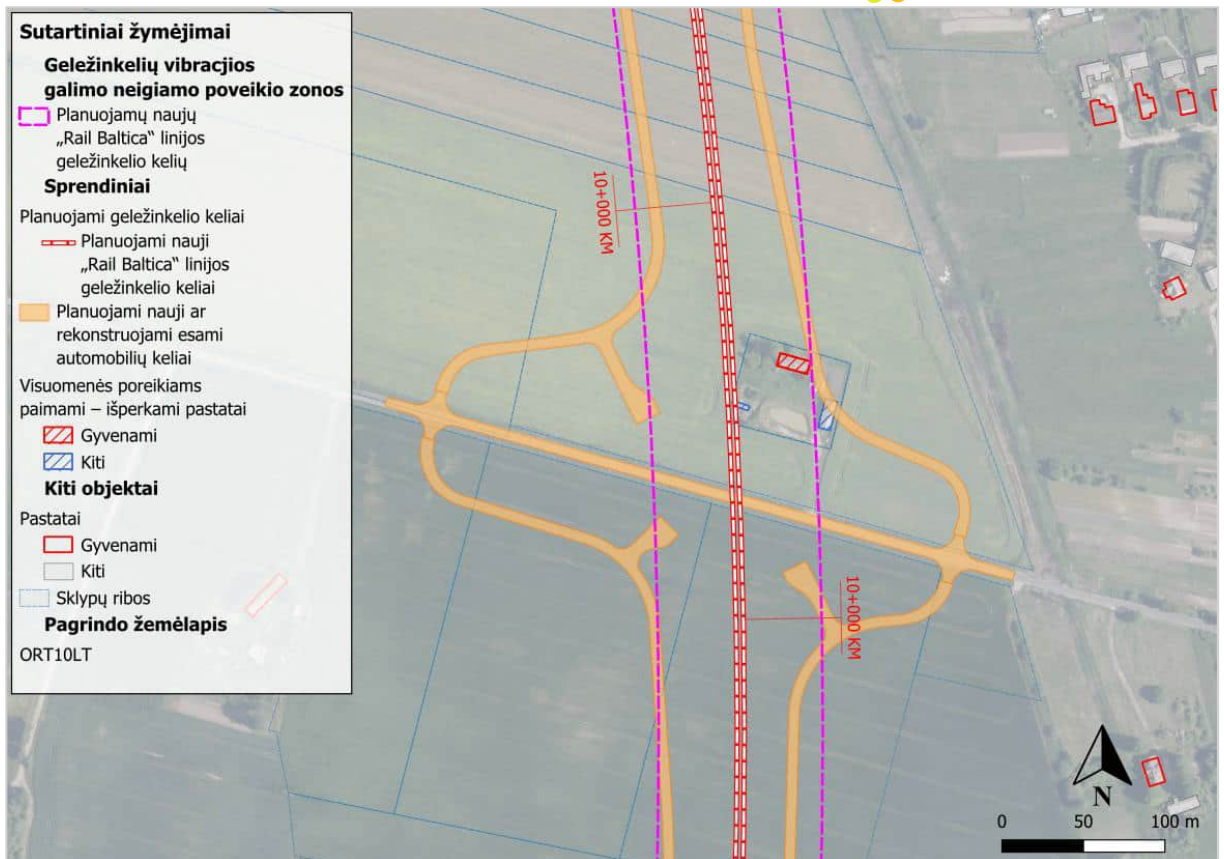 Sutartiniai žymėjimai
Geležinkelių vibracjios
galimo neigiamo poveikio zonos
Planuojamų naujų
„Rail Baltica“ linijos
geležinkelio kelių
Sprendiniai
Planuojami geležinkelio keliai
Planuojami nauji
„Rail Baltica“ linijos
geležinkelio keliai
Planuojami nauji ar
rekonstruojami esami
automobilių keliai
Visuomenės poreikiams
paimami – išperkami pastatai
Gyvenami
Kiti
Kiti objektai
Pastatai
Gyvenami
Kiti
Sklypų ribos
Pagrindo žemėlapis
ORT10LT
10+000 KM
10+000 KM
N
0 50 100 m